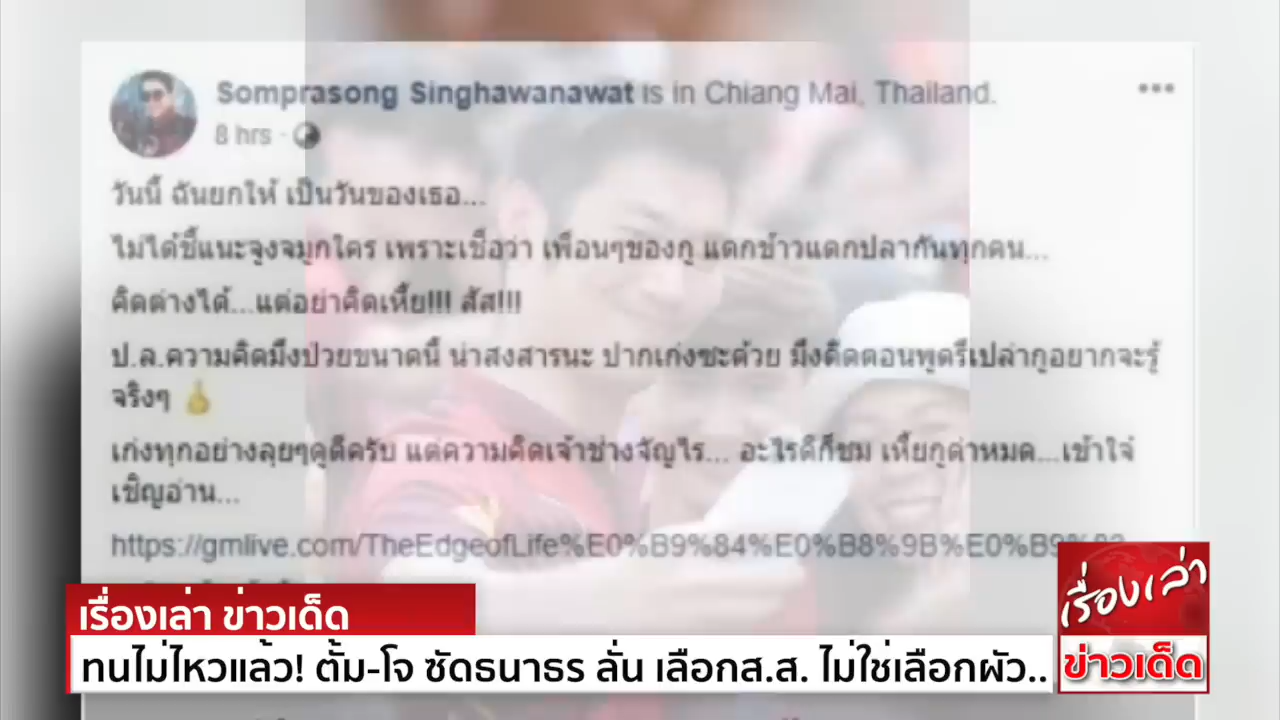 Somprasong Singhawanawat is in Chiang Mai, Thailand.
8 hrs ·
วันนี้ ฉันยกให้ เป็นวันของเธอ...
ไม่ได้ชี้แนะจูงจมูกใคร เพราะเชื่อว่า เพื่อนๆของกู แดกข้าวแดกปลากันทุกคน...
คิดต่างได้...แต่อย่าคิดเหี้ย!!! สัส!!!
ป.ล.ความคิดมึงป่วยขนาดนี้ น่าสงสารนะ ปากเก่งซะด้วย มึงคิดตอนพูดรึเปล่ากูอยากจะรู้
จริงๆ
เก่งทุกอย่างลุยๆดูดีครับ แต่ความคิดเจ้าช่างจัญไร... อะไรดีก็ชม เหี้ยกูด่าหมด...เข้าใจ๋
เชิญอ่าน...
https://gmlive.com/TheEdgeofLife%E0%B9%84%E0%B8%9B%E0%B9%
เรื่องเล่า ข่าวเด็ด
ทนไม่ไหวแล้ว! ตั้ม-โจ ซัดธนาธร ลั่น เลือกส.ส. ไม่ใช่เลือกผัว..
เรื่องเล่า
ข่าวเด็ด